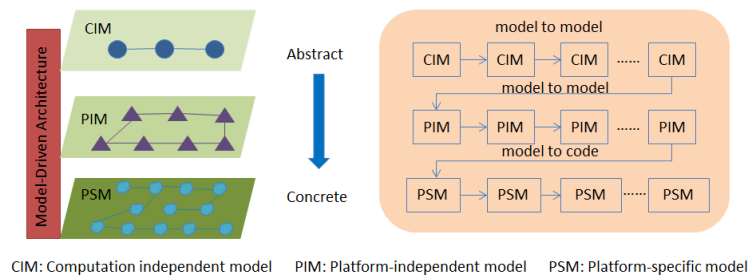 Model-Driven Architecture
CIM
PIM
PSM
Abstract
Concrete
model to model
CIM CIM CIM ...... CIM
model to model
PIM PIM PIM ...... PIM
model to code
PSM PSM PSM ...... PSM
CIM: Computation independent model PIM: Platform-independent model PSM: Platform-specific model